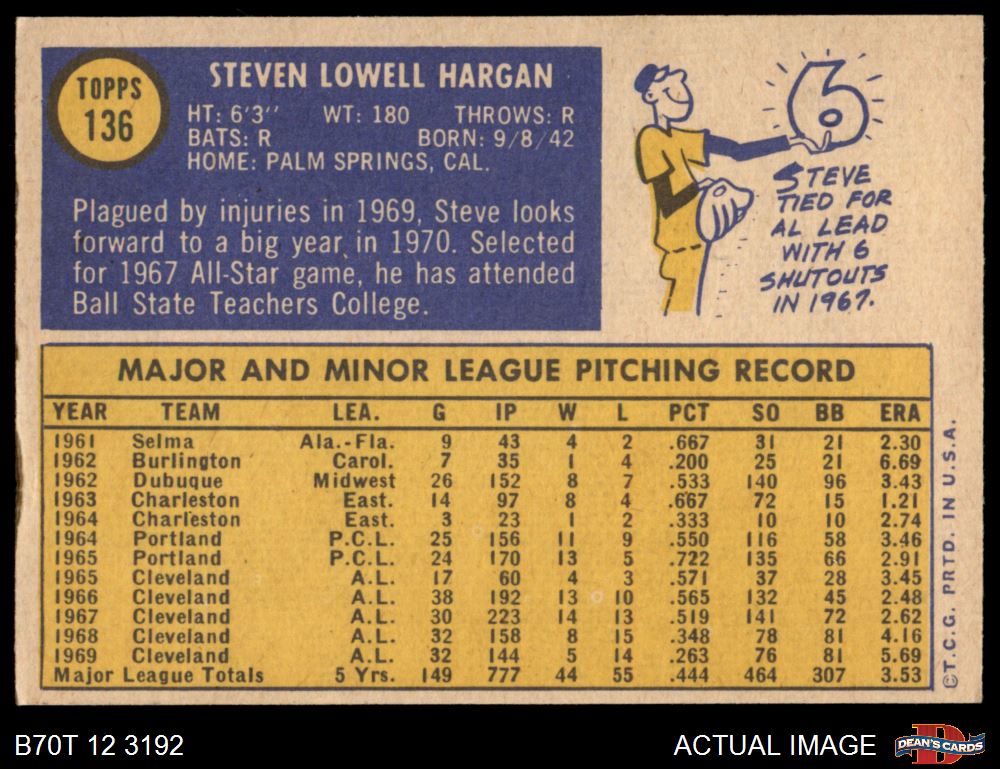 TOPPS
136
STEVEN LOWELL HARGAN
HT: 6'3" WT: 180 THROWS: R
BATS: R BORN: 9/8/42
HOME: PALM SPRINGS, CAL.
Plagued by injuries in 1969, Steve looks
forward to a big year in 1970. Selected
for 1967 All-Star game, he has attended
Ball State Teachers College.
6
STEVE
TIED FOR
AL LEAD
WITH 6
SHUTOUTS
IN 1967.
MAJOR AND MINOR LEAGUE PITCHING RECORD
YEAR TEAM LEA. G IP W L PCT SO BB ERA
1961 Selma Ala.-Fla. 9 43 4 2 .667 31 21 2.30
1962 Burlington Carol. 7 35 1 4 .200 25 21 6.69
1962 Dubuque Midwest 26 152 8 7 .533 140 96 3.43
1963 Charleston East. 14 97 8 4 .667 72 15 1.21
1964 Charleston East. 3 23 1 2 .333 10 10 2.74
1964 Portland P.C.L. 25 156 11 9 .550 116 58 3.46
1965 Portland P.C.L. 24 170 13 5 .722 135 66 2.91
1965 Cleveland A.L. 17 60 4 3 .571 37 28 3.45
1966 Cleveland A.L. 38 192 13 10 .565 132 45 2.48
1967 Cleveland A.L. 30 223 14 13 .519 141 72 2.62
1968 Cleveland A.L. 32 158 8 15 .348 78 81 4.16
1969 Cleveland A.L. 32 144 5 14 .263 76 81 5.69
Major League Totals 5 Yrs. 149 777 44 55 .444 464 307 3.53
©T.C.G. PRTD. IN U.S.A.
B70T 12 3192
ACTUAL IMAGE
D
DEAN'S CARDS